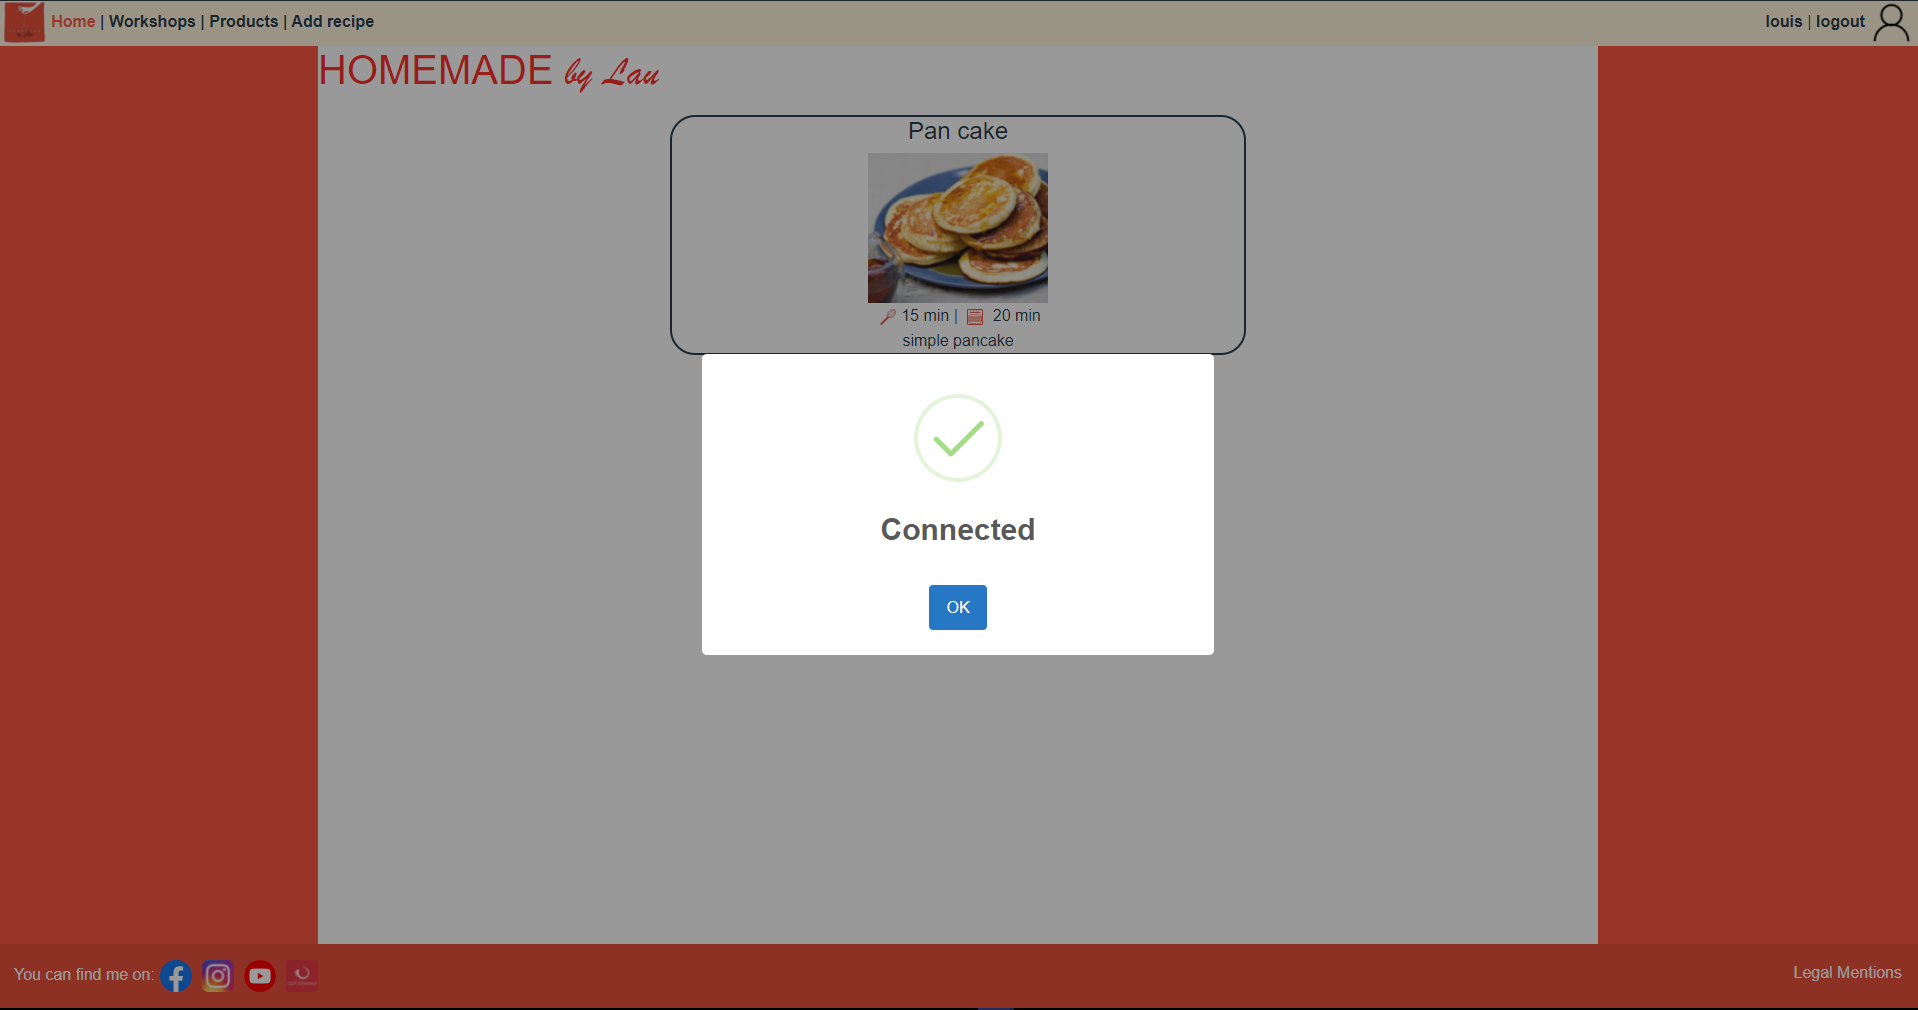 Home | Workshops | Products | Add recipe
louis | logout
HOMEMADE by Lau
Pan cake
15 min | 20 min
simple pancake
Connected
OK
You can find me on:
Legal Mentions